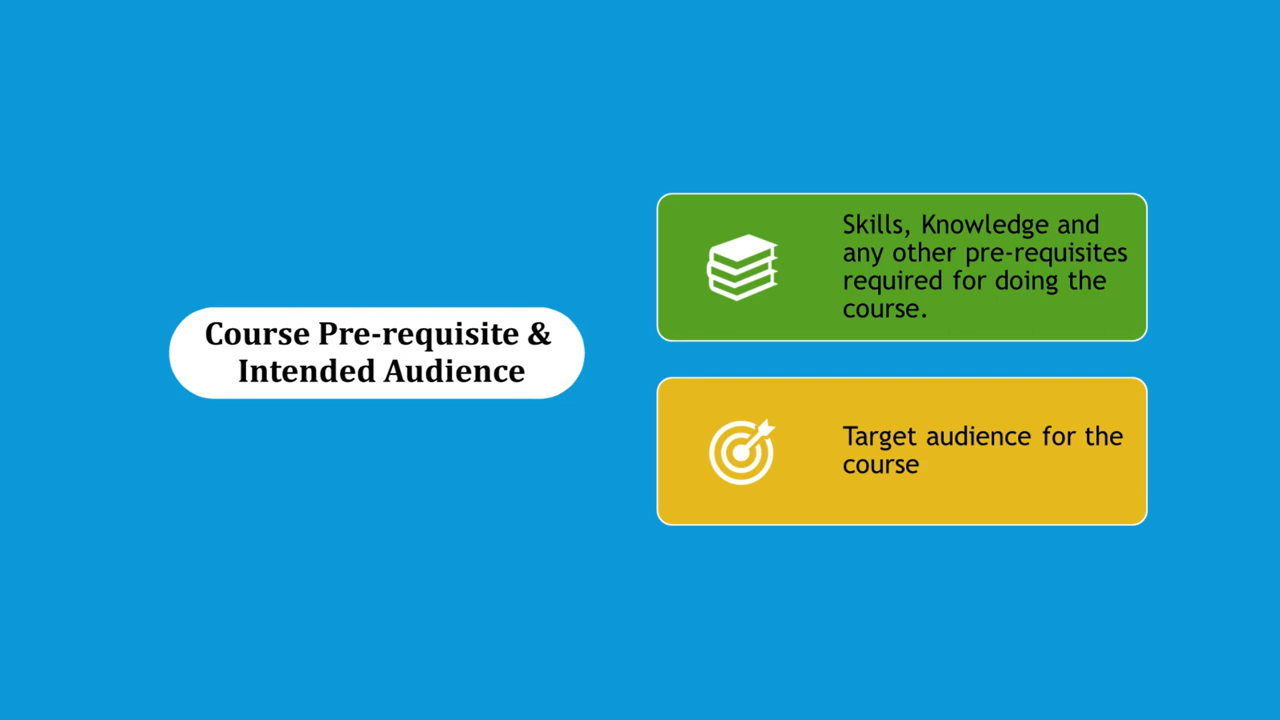 Course Pre-requisite &
Intended Audience
Skills, Knowledge and
any other pre-requisites
required for doing the
course.
Target audience for the
course